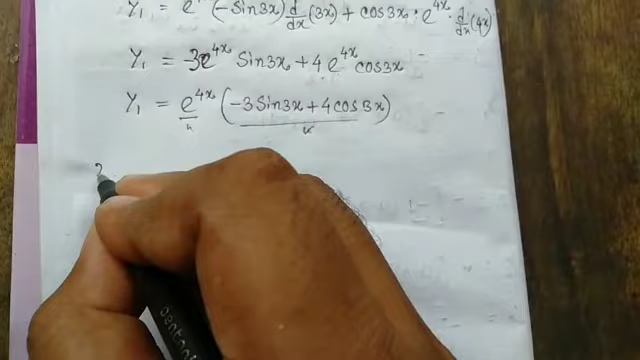 Y₁ = e (-Sin3x) d/dx (3x) + cos3x · e^4x · d/dx (4x)
Y₁ = 3e^4x Sin3x + 4 e^4x cos3x
Y₁ = e^4x (-3 Sin3x + 4 cos 3x)